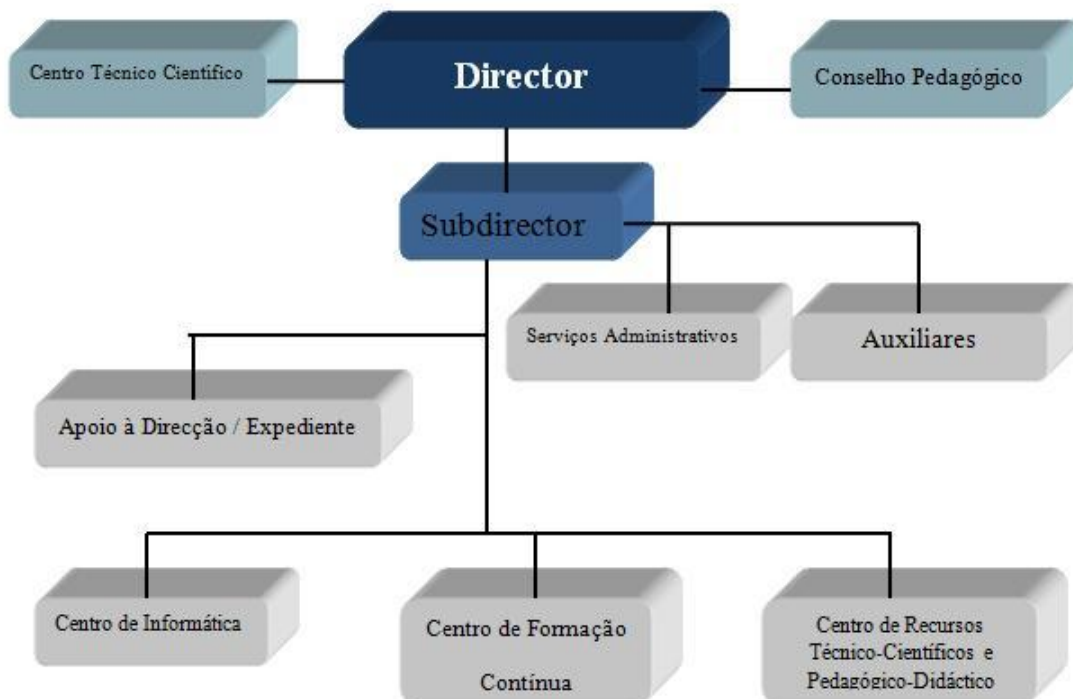 Centro Técnico Científico
Director
Conselho Pedagógico
Subdirector
Serviços Administrativos
Auxiliares
Apoio à Direcção / Expediente
Centro de Informática
Centro de Formação
Contínua
Centro de Recursos
Técnico-Científicos e
Pedagógico-Didáctico